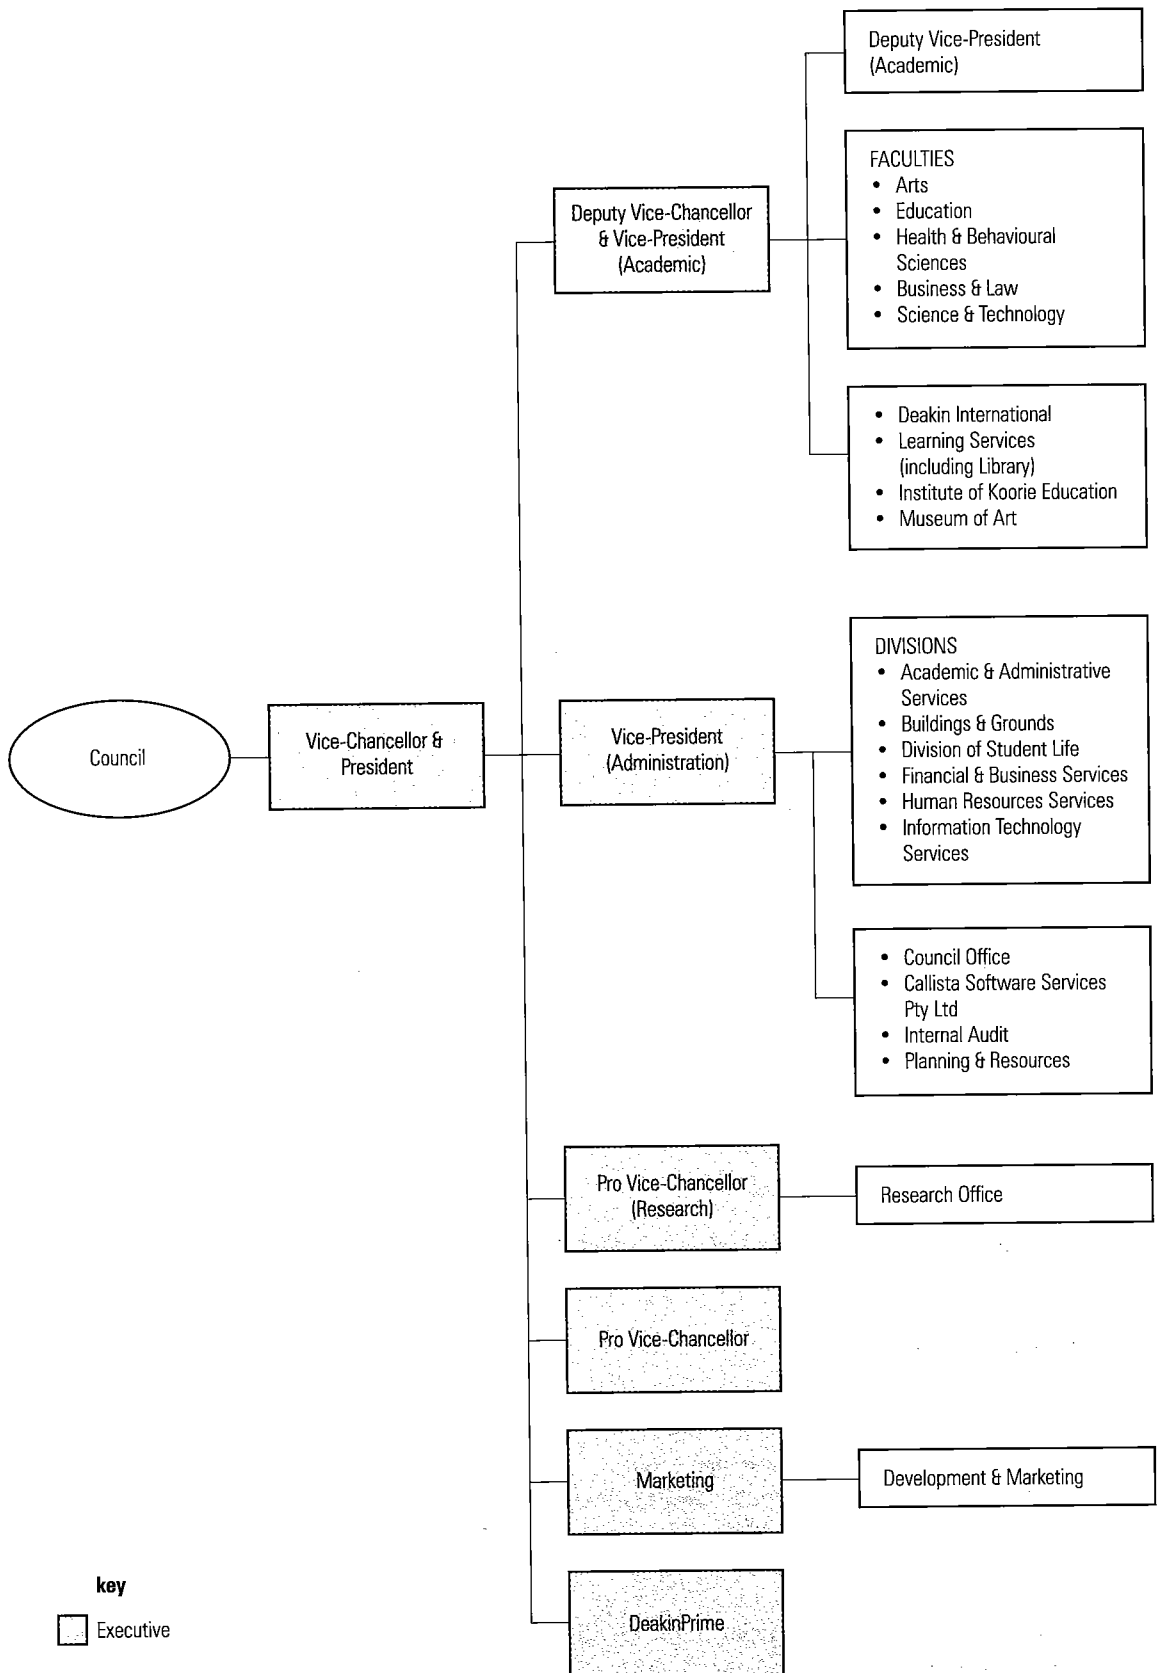 Deputy Vice-President
(Academic)
FACULTIES
• Arts
• Education
• Health & Behavioural
Sciences
• Business & Law
• Science & Technology
Deputy Vice-Chancellor
& Vice-President
(Academic)
• Deakin International
• Learning Services
(including Library)
• Institute of Koorie Education
• Museum of Art
DIVISIONS
• Academic & Administrative
Services
• Buildings & Grounds
• Division of Student Life
• Financial & Business Services
• Human Resources Services
• Information Technology
Services
Council
Vice-Chancellor &
President
Vice-President
(Administration)
• Council Office
• Callista Software Services
Pty Ltd
• Internal Audit
• Planning & Resources
Pro Vice-Chancellor
(Research)
Research Office
Pro Vice-Chancellor
Marketing
Development & Marketing
DeakinPrime
key
Executive